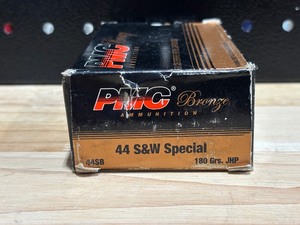 PMC Bronze
AMMUNITION
44 S&W Special
44SB 180 Grs. JHP